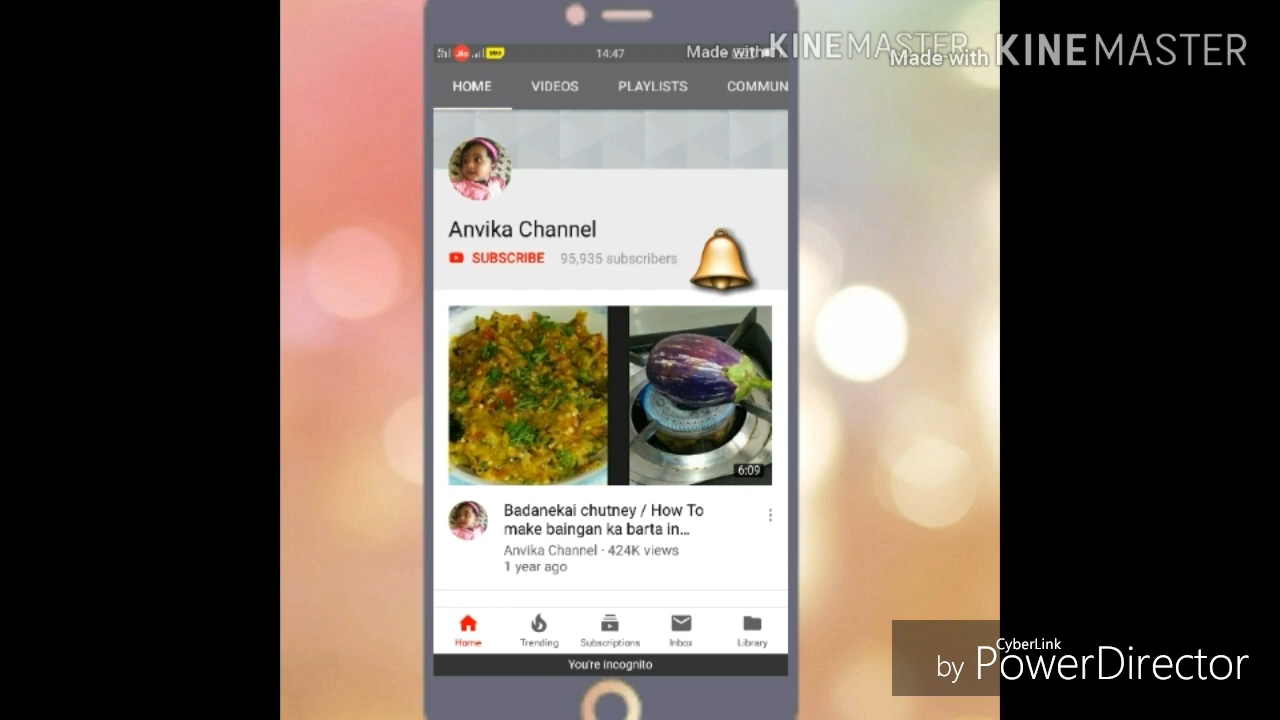 Made with KINEMASTER
Made with KINEMASTER
Jio
14:47
HOME VIDEOS PLAYLISTS COMMUN
Anvika Channel
SUBSCRIBE 95,935 subscribers
6:09
Badanekai chutney / How To
make baingan ka barta in...
Anvika Channel · 424K views
1 year ago
Home Trending Subscriptions Inbox Library
You're incognito
CyberLink
by PowerDirector